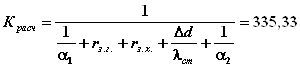 K_расч = 1 / (1/α₁ + r_з.г. + r_з.х. + Δd/λ_ст + 1/α₂) = 335,33